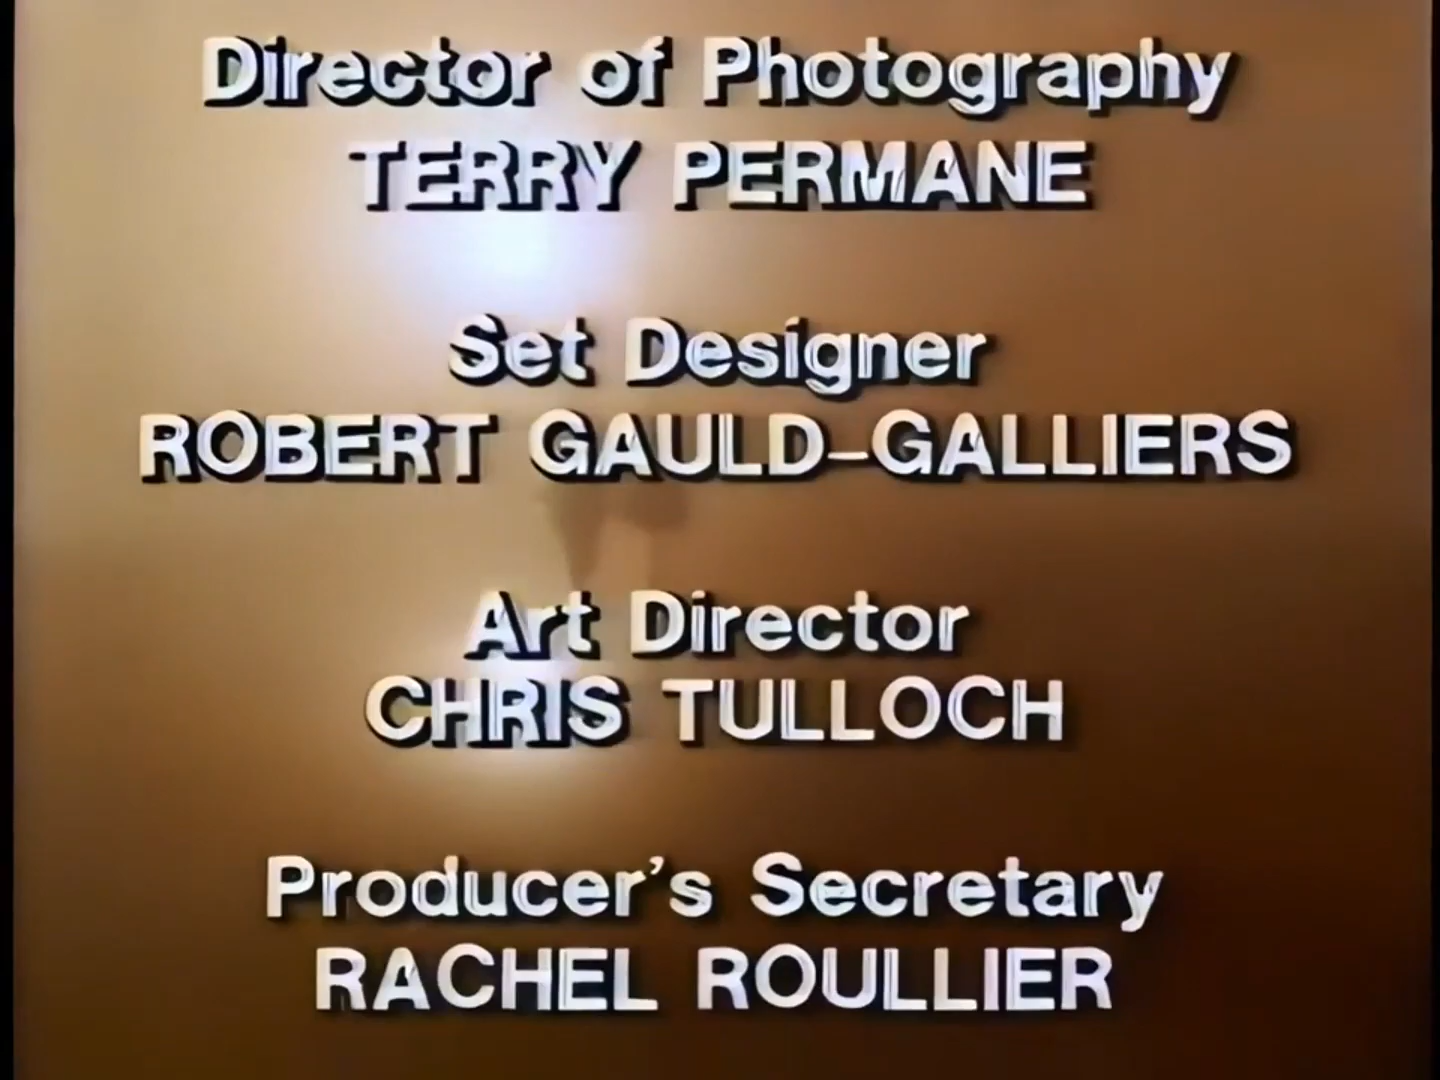 Director of Photography
TERRY PERMANE
Set Designer
ROBERT GAULD-GALLIERS
Art Director
CHRIS TULLOCH
Producer's Secretary
RACHEL ROULLIER